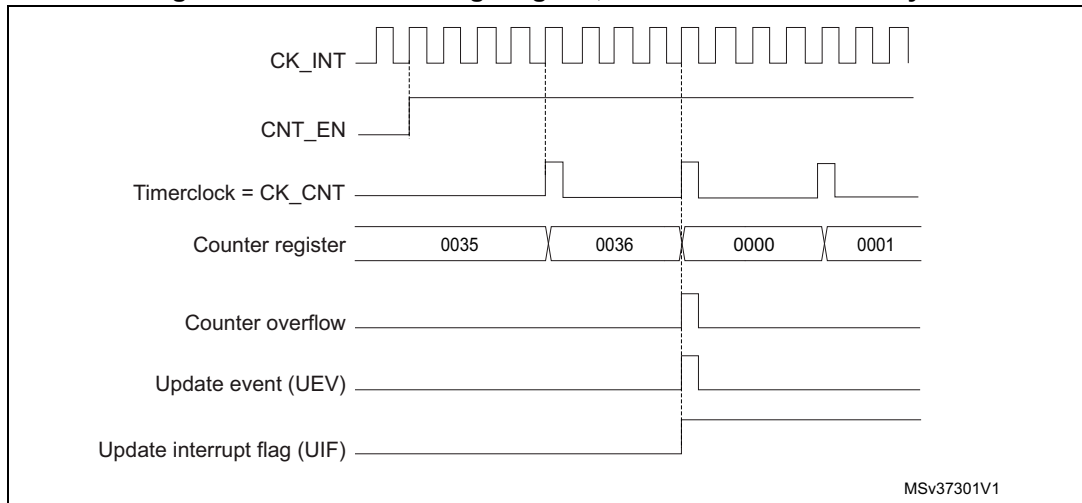 CK_INT
CNT_EN
Timerclock = CK_CNT
Counter register 0035 0036 0000 0001
Counter overflow
Update event (UEV)
Update interrupt flag (UIF)
MSv37301V1